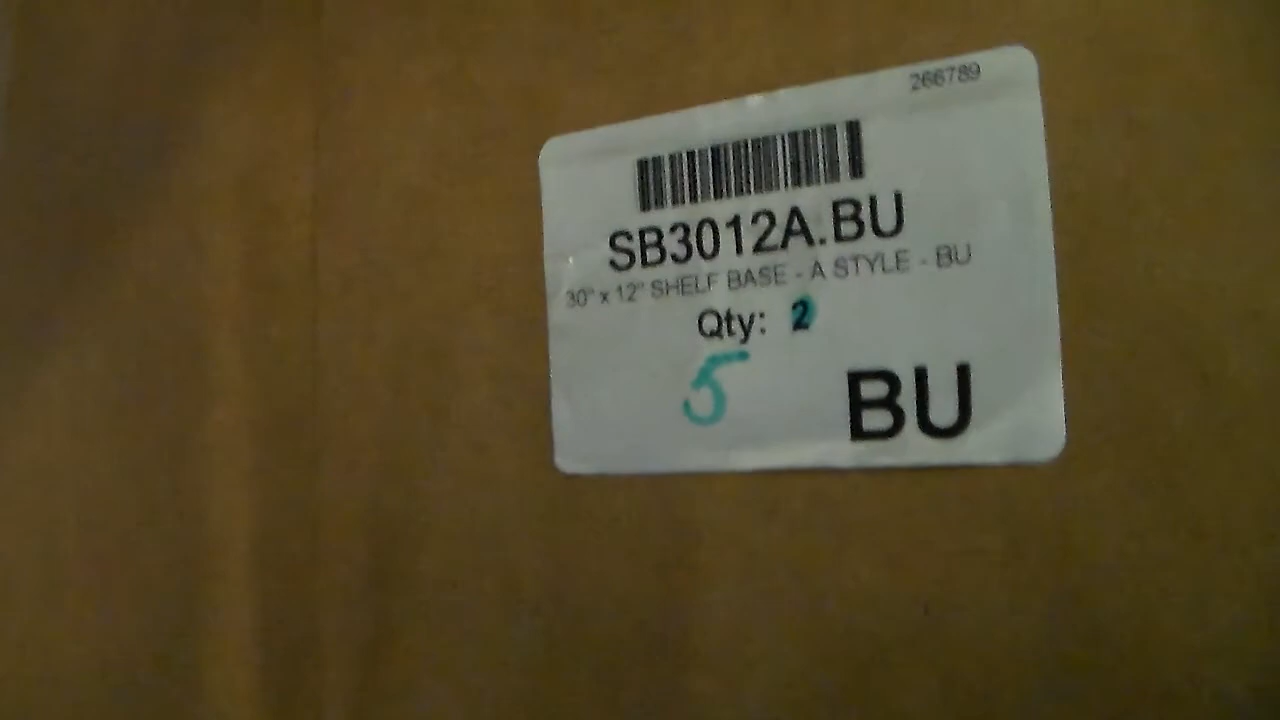 266789
SB3012A.BU
30" x 12" SHELF BASE - A STYLE - BU
Qty: 2
5 BU